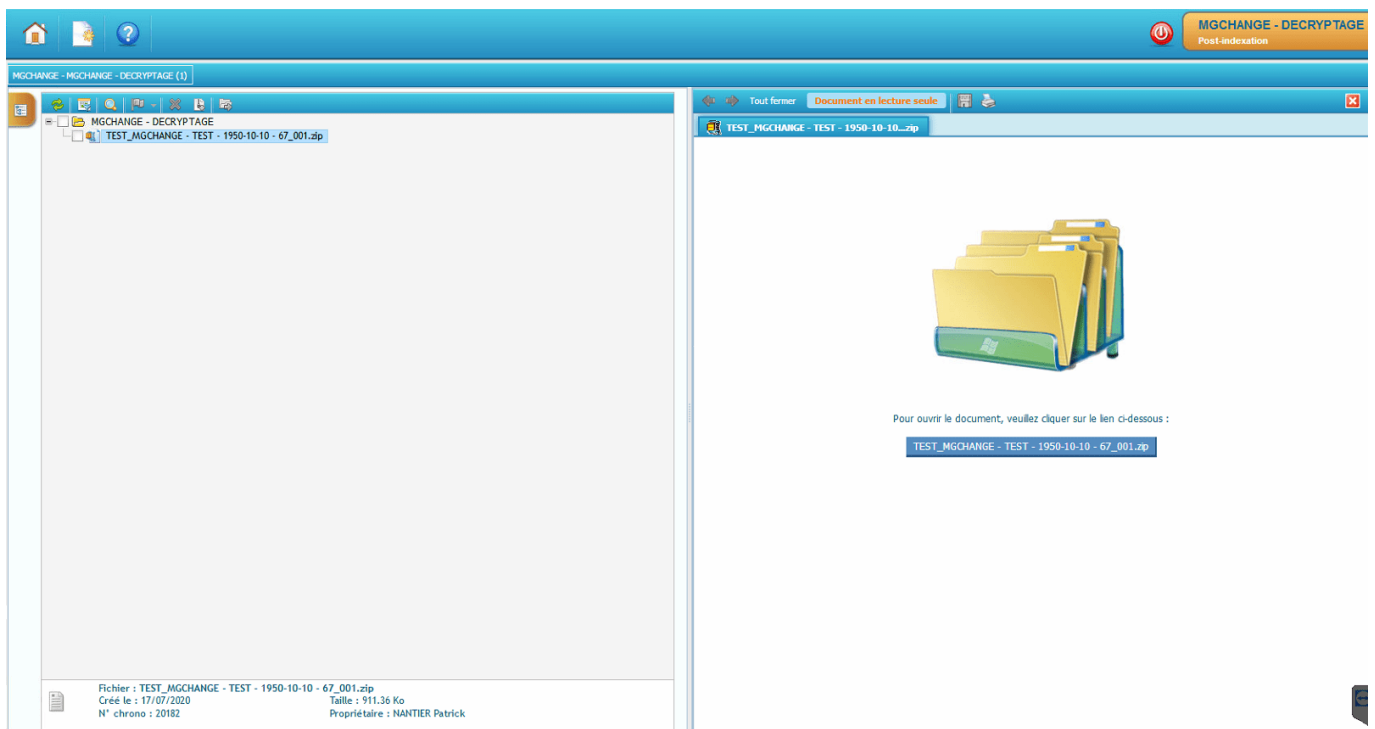 MGCHANGE - DECRYPTAGE
Post-indexation
MGCHANGE - MGCHANGE - DECRYPTAGE (1)
Tout fermer Document en lecture seule
MGCHANGE - DECRYPTAGE
TEST_MGCHANGE - TEST - 1950-10-10 - 67_001.zip
TEST_MGCHANGE - TEST - 1950-10-10...zip
Pour ouvrir le document, veuillez cliquer sur le lien ci-dessous :
TEST_MGCHANGE - TEST - 1950-10-10 - 67_001.zip
Fichier : TEST_MGCHANGE - TEST - 1950-10-10 - 67_001.zip
Créé le : 17/07/2020 Taille : 911.36 Ko
N° chrono : 20182 Propriétaire : NANTIER Patrick